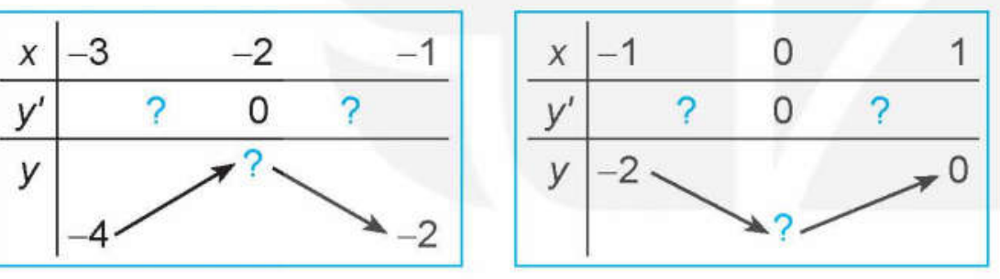 x –3 –2 –1
y' ? 0 ?
y ?
–4 –2
x –1 0 1
y' ? 0 ?
y –2 0
?